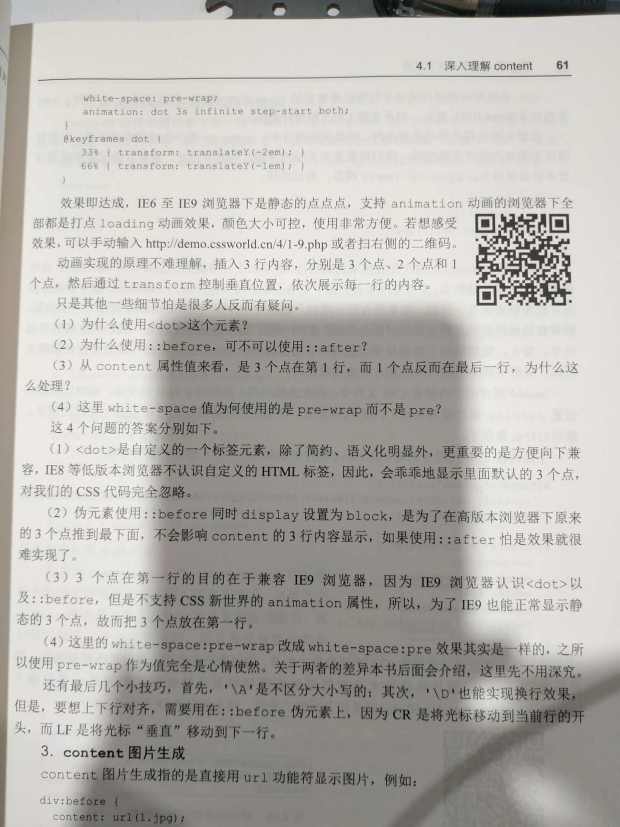 4.1 深入理解 content 61
white-space: pre-wrap;
animation: dot 3s infinite step-start both;
}
@keyframes dot {
33% { transform: translateY(-2em); }
66% { transform: translateY(-1em); }
}
效果即达成，IE6 至 IE9 浏览器下是静态的点点点，支持 animation 动画的浏览器下全
部都是打点 loading 动画效果，颜色大小可控，使用非常方便。若想感受
效果，可以手动输入 http://demo.cssworld.cn/4/1-9.php 或者扫右侧的二维码。
动画实现的原理不难理解，插入 3 行内容，分别是 3 个点、2 个点和 1
个点，然后通过 transform 控制垂直位置，依次展示每一行的内容。
只是其他一些细节怕是很多人反而有疑问。
（1）为什么使用<dot>这个元素？
（2）为什么使用::before，可不可以使用::after？
（3）从 content 属性值来看，是 3 个点在第 1 行，而 1 个点反而在最后一行，为什么这
么处理？
（4）这里 white-space 值为何使用的是 pre-wrap 而不是 pre？
这 4 个问题的答案分别如下。
（1）<dot>是自定义的一个标签元素，除了简约、语义化明显外，更重要的是方便向下兼
容，IE8 等低版本浏览器不认识自定义的 HTML 标签，因此，会乖乖地显示里面默认的 3 个点，
对我们的 CSS 代码完全忽略。
（2）伪元素使用::before 同时 display 设置为 block，是为了在高版本浏览器下原来
的 3 个点推到最下面，不会影响 content 的 3 行内容显示，如果使用::after 怕是效果就很
难实现了。
（3）3 个点在第一行的目的在于兼容 IE9 浏览器，因为 IE9 浏览器认识<dot>以
及::before，但是不支持 CSS 新世界的 animation 属性，所以，为了 IE9 也能正常显示静
态的 3 个点，故而把 3 个点放在第一行。
（4）这里的 white-space:pre-wrap 改成 white-space:pre 效果其实是一样的，之所
以使用 pre-wrap 作为值完全是心情使然。关于两者的差异本书后面会介绍，这里先不用深究。
还有最后几个小技巧，首先，'\A'是不区分大小写的；其次，'\D'也能实现换行效果，
但是，要想上下行对齐，需要用在::before 伪元素上，因为 CR 是将光标移动到当前行的开
头，而 LF 是将光标“垂直”移动到下一行。
3．content 图片生成
content 图片生成指的是直接用 url 功能符显示图片，例如：
div:before {
content: url(1.jpg);